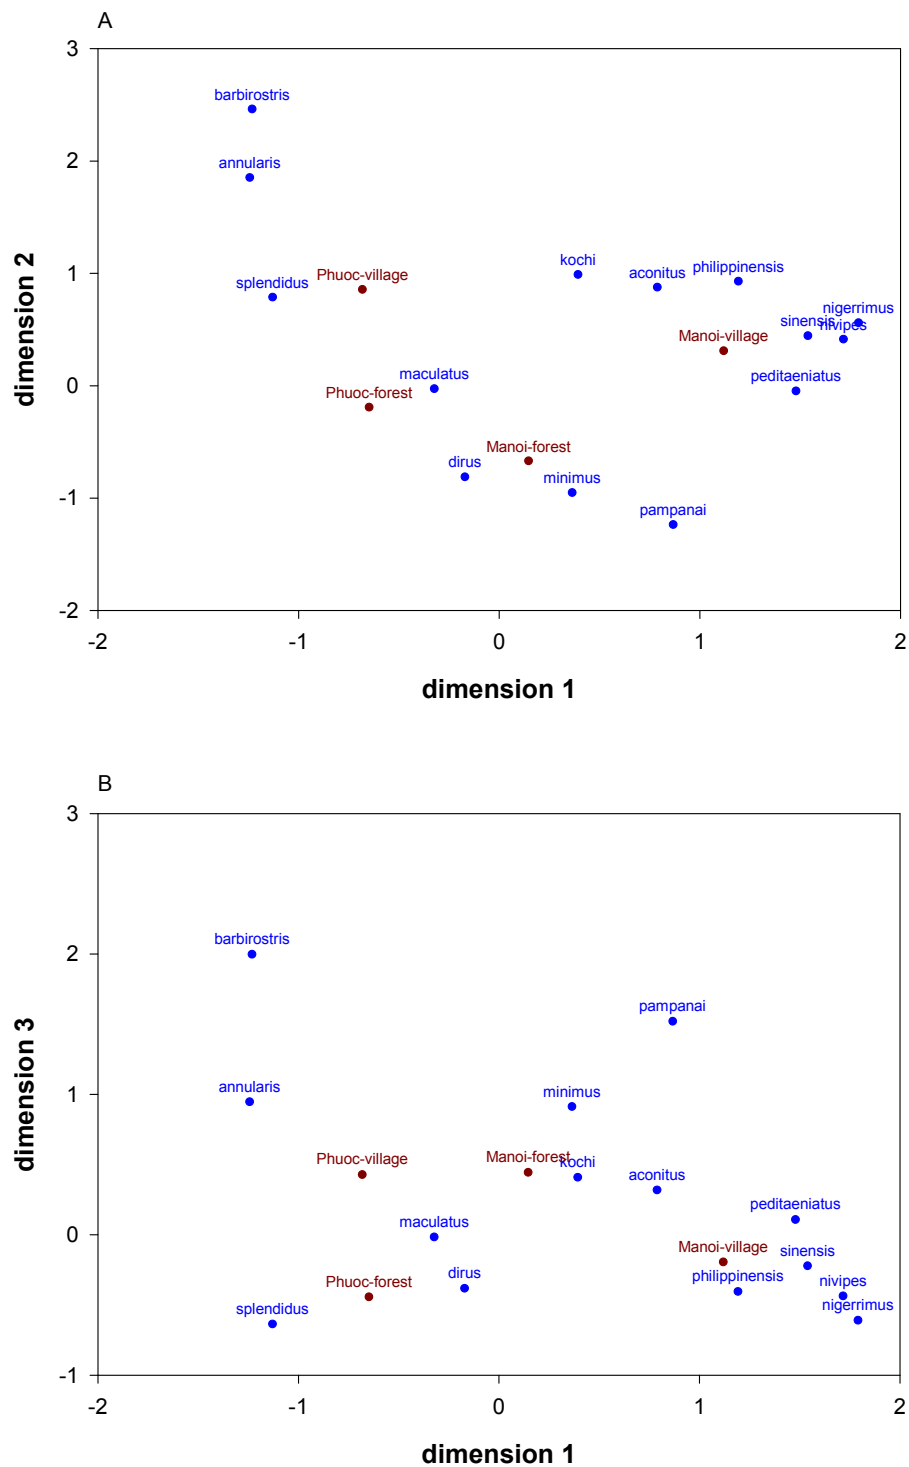 A
3
barbirostris
2
annularis
kochi
philippinensis
Phuoc-village
aconitus
splendidus
1
nigerrimus
sinensis
nivipes
Manoi-village
dimension 2
maculatus
peditaeniatus
0
Phuoc-forest
Manoi-forest
dirus
minimus
-1
pampanai
-2
-2 -1 0 1 2
dimension 1
B
3
barbirostris
2
pampanai
annularis
minimus
1
dimension 3
Phuoc-village
Manoi-forest
kochi
aconitus
peditaeniatus
maculatus
0
Manoi-village
sinensis
Phuoc-forest
dirus
philippinensis
nivipes
splendidus
nigerrimus
-1
-2 -1 0 1 2
dimension 1